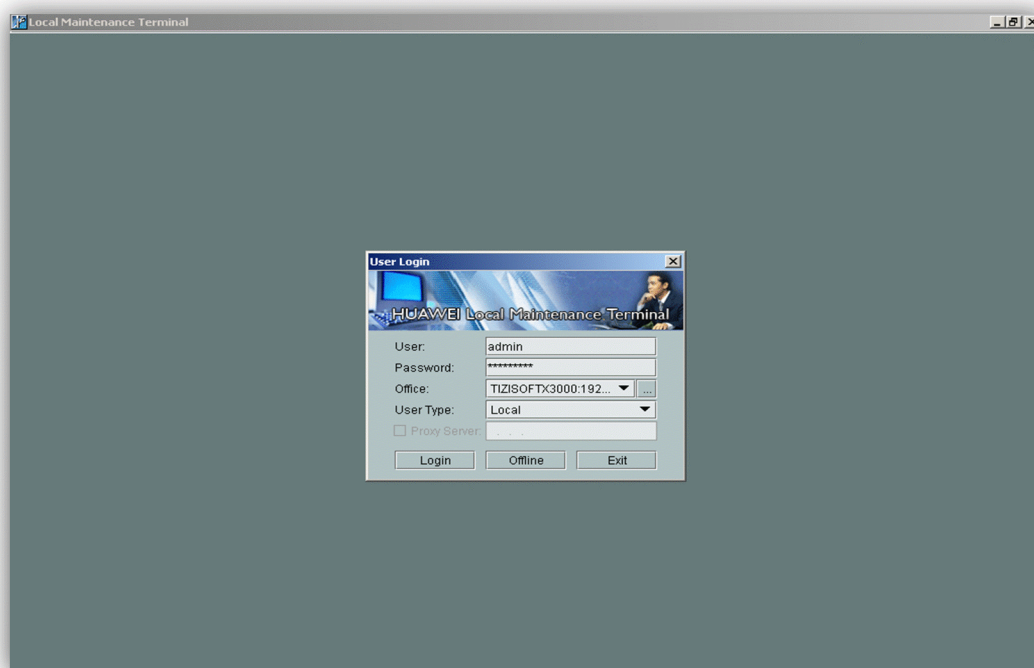 Local Maintenance Terminal
User Login
HUAWEI Local Maintenance Terminal
User: admin
Password: *********
Office: TIZISOFTX3000:192... ...
User Type: Local
Proxy Server: . . .
Login Offline Exit